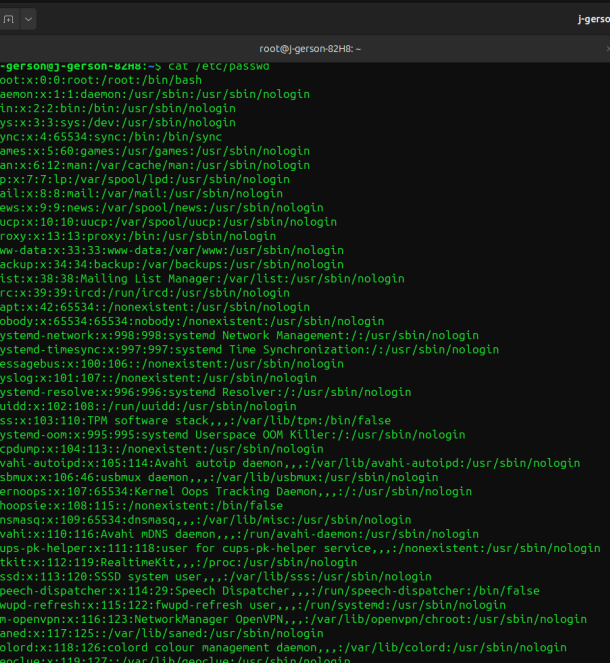 j-gerso
root@j-gerson-82H8: ~
-gerson@j-gerson-82H8:~$ cat /etc/passwd
oot:x:0:0:root:/root:/bin/bash
aemon:x:1:1:daemon:/usr/sbin:/usr/sbin/nologin
in:x:2:2:bin:/bin:/usr/sbin/nologin
ys:x:3:3:sys:/dev:/usr/sbin/nologin
ync:x:4:65534:sync:/bin:/bin/sync
ames:x:5:60:games:/usr/games:/usr/sbin/nologin
an:x:6:12:man:/var/cache/man:/usr/sbin/nologin
p:x:7:7:lp:/var/spool/lpd:/usr/sbin/nologin
ail:x:8:8:mail:/var/mail:/usr/sbin/nologin
ews:x:9:9:news:/var/spool/news:/usr/sbin/nologin
ucp:x:10:10:uucp:/var/spool/uucp:/usr/sbin/nologin
roxy:x:13:13:proxy:/bin:/usr/sbin/nologin
ww-data:x:33:33:www-data:/var/www:/usr/sbin/nologin
ackup:x:34:34:backup:/var/backups:/usr/sbin/nologin
ist:x:38:38:Mailing List Manager:/var/list:/usr/sbin/nologin
rc:x:39:39:ircd:/run/ircd:/usr/sbin/nologin
apt:x:42:65534::/nonexistent:/usr/sbin/nologin
obody:x:65534:65534:nobody:/nonexistent:/usr/sbin/nologin
ystemd-network:x:998:998:systemd Network Management:/:/usr/sbin/nologin
ystemd-timesync:x:997:997:systemd Time Synchronization:/:/usr/sbin/nologin
essagebus:x:100:106::/nonexistent:/usr/sbin/nologin
yslog:x:101:107::/nonexistent:/usr/sbin/nologin
ystemd-resolve:x:996:996:systemd Resolver:/:/usr/sbin/nologin
uidd:x:102:108::/run/uuidd:/usr/sbin/nologin
ss:x:103:110:TPM software stack,,,:/var/lib/tpm:/bin/false
ystemd-oom:x:995:995:systemd Userspace OOM Killer:/:/usr/sbin/nologin
cpdump:x:104:113::/nonexistent:/usr/sbin/nologin
vahi-autoipd:x:105:114:Avahi autoip daemon,,,:/var/lib/avahi-autoipd:/usr/sbin/nologin
sbmux:x:106:46:usbmux daemon,,,:/var/lib/usbmux:/usr/sbin/nologin
ernoops:x:107:65534:Kernel Oops Tracking Daemon,,,:/:/usr/sbin/nologin
hoopsie:x:108:115::/nonexistent:/bin/false
nsmasq:x:109:65534:dnsmasq,,,:/var/lib/misc:/usr/sbin/nologin
vahi:x:110:116:Avahi mDNS daemon,,,:/run/avahi-daemon:/usr/sbin/nologin
ups-pk-helper:x:111:118:user for cups-pk-helper service,,,:/nonexistent:/usr/sbin/nologin
tkit:x:112:119:RealtimeKit,,,:/proc:/usr/sbin/nologin
ssd:x:113:120:SSSD system user,,,:/var/lib/sss:/usr/sbin/nologin
peech-dispatcher:x:114:29:Speech Dispatcher,,,:/run/speech-dispatcher:/bin/false
wupd-refresh:x:115:122:fwupd-refresh user,,,:/run/systemd:/usr/sbin/nologin
m-openvpn:x:116:123:NetworkManager OpenVPN,,,:/var/lib/openvpn/chroot:/usr/sbin/nologin
aned:x:117:125::/var/lib/saned:/usr/sbin/nologin
olord:x:118:126:colord colour management daemon,,,:/var/lib/colord:/usr/sbin/nologin
eoclue:x:119:127::/var/lib/geoclue:/usr/sbin/nologin